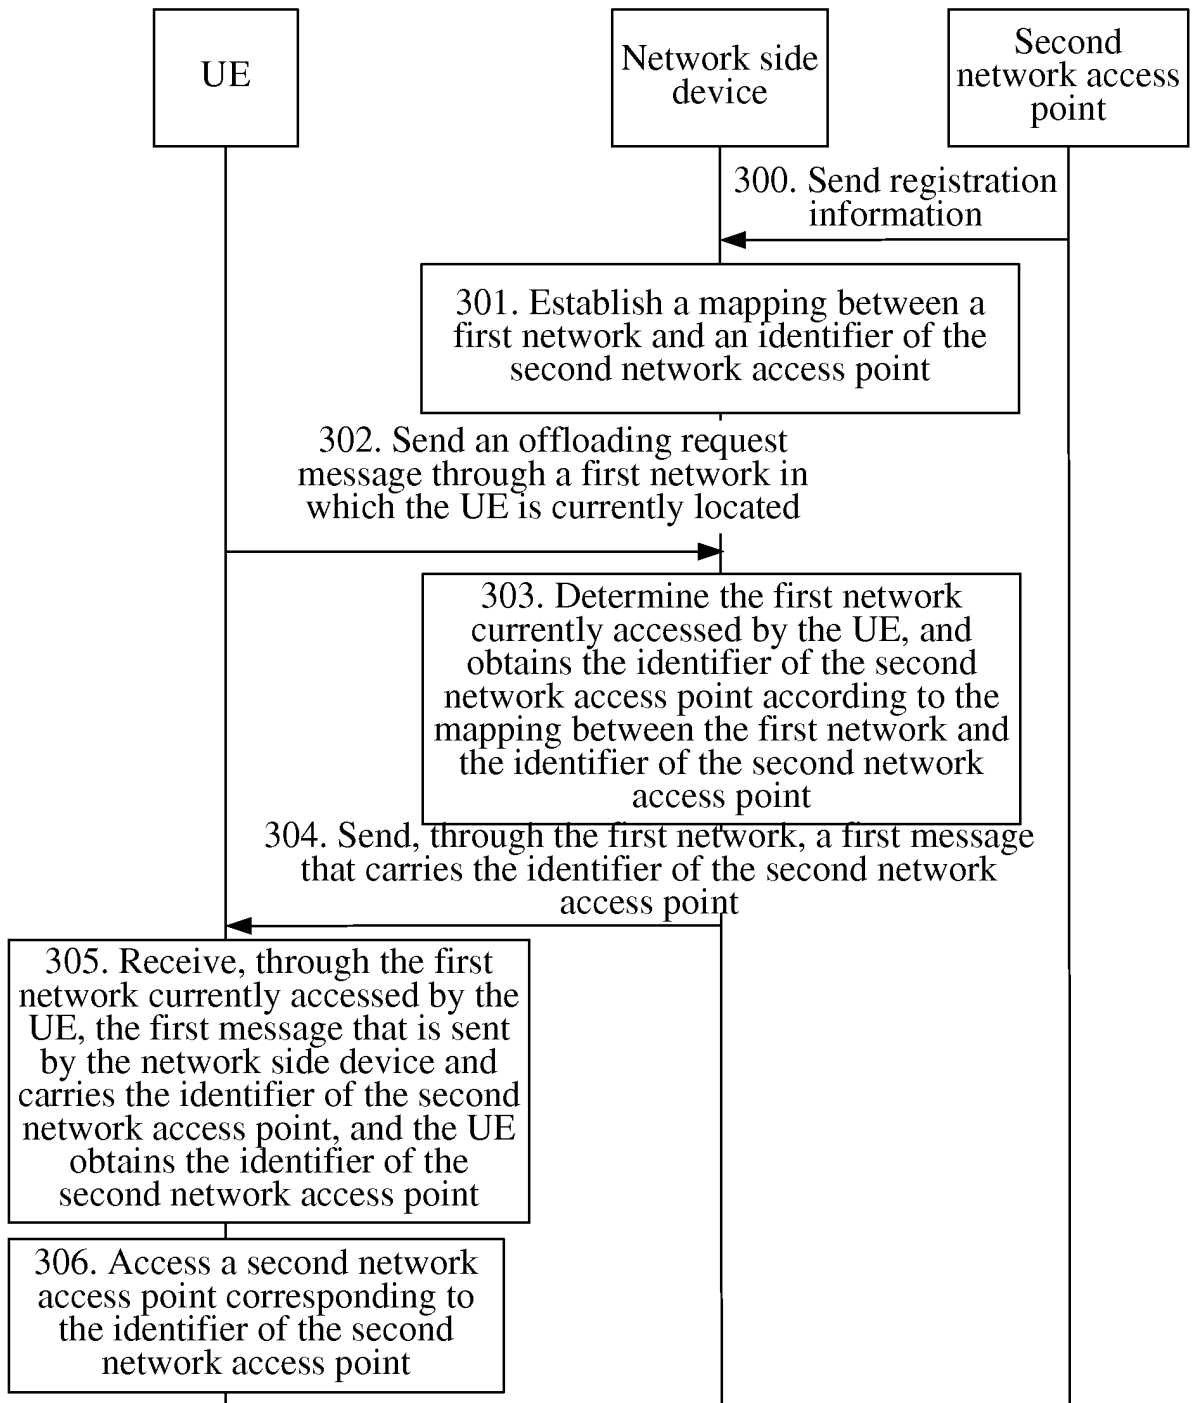 UE
Network side
device
Second
network access
point
300. Send registration
information
301. Establish a mapping between a
first network and an identifier of the
second network access point
302. Send an offloading request
message through a first network in
which the UE is currently located
303. Determine the first network
currently accessed by the UE, and
obtains the identifier of the second
network access point according to the
mapping between the first network and
the identifier of the second network
access point
304. Send, through the first network, a first message
that carries the identifier of the second network
access point
305. Receive, through the first
network currently accessed by the
UE, the first message that is sent
by the network side device and
carries the identifier of the second
network access point, and the UE
obtains the identifier of the
second network access point
306. Access a second network
access point corresponding to
the identifier of the second
network access point